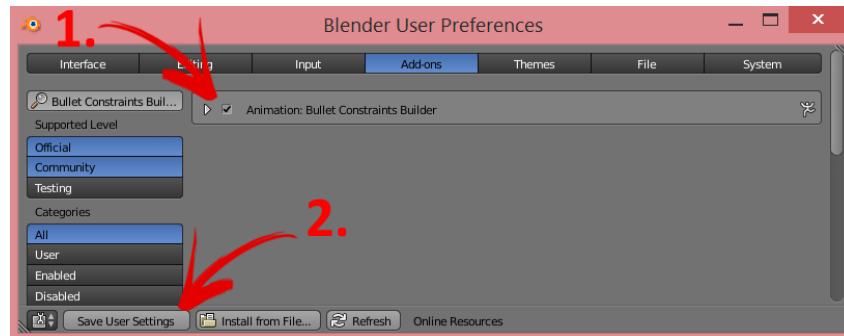 Blender User Preferences
1.
Interface Editing Input Add-ons Themes File System
Bullet Constraints Buil...
Animation: Bullet Constraints Builder
Supported Level
Official
Community
Testing
Categories
2.
All
User
Enabled
Disabled
Save User Settings Install from File... Refresh Online Resources